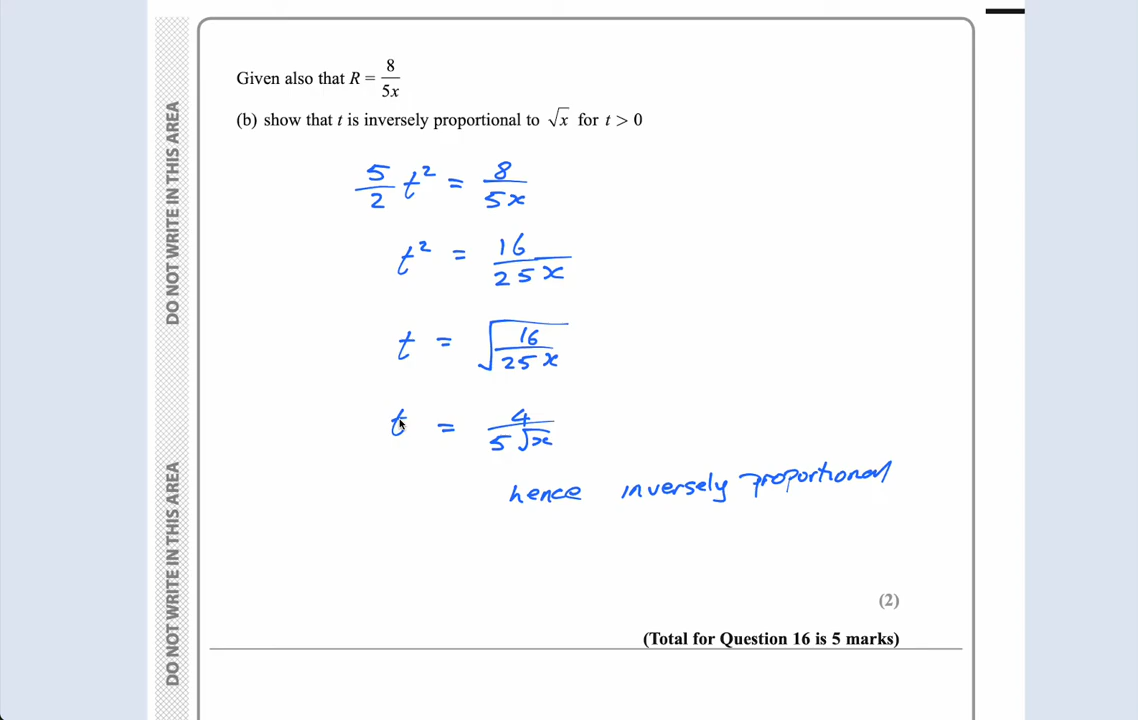 Given also that R = 8/5x
(b) show that t is inversely proportional to √x for t > 0
5/2 t² = 8/5x
t² = 16/25x
t = √(16/25x)
t = 4/5√x
hence inversely proportional
(2)
(Total for Question 16 is 5 marks)
DO NOT WRITE IN THIS AREA
DO NOT WRITE IN THIS AREA